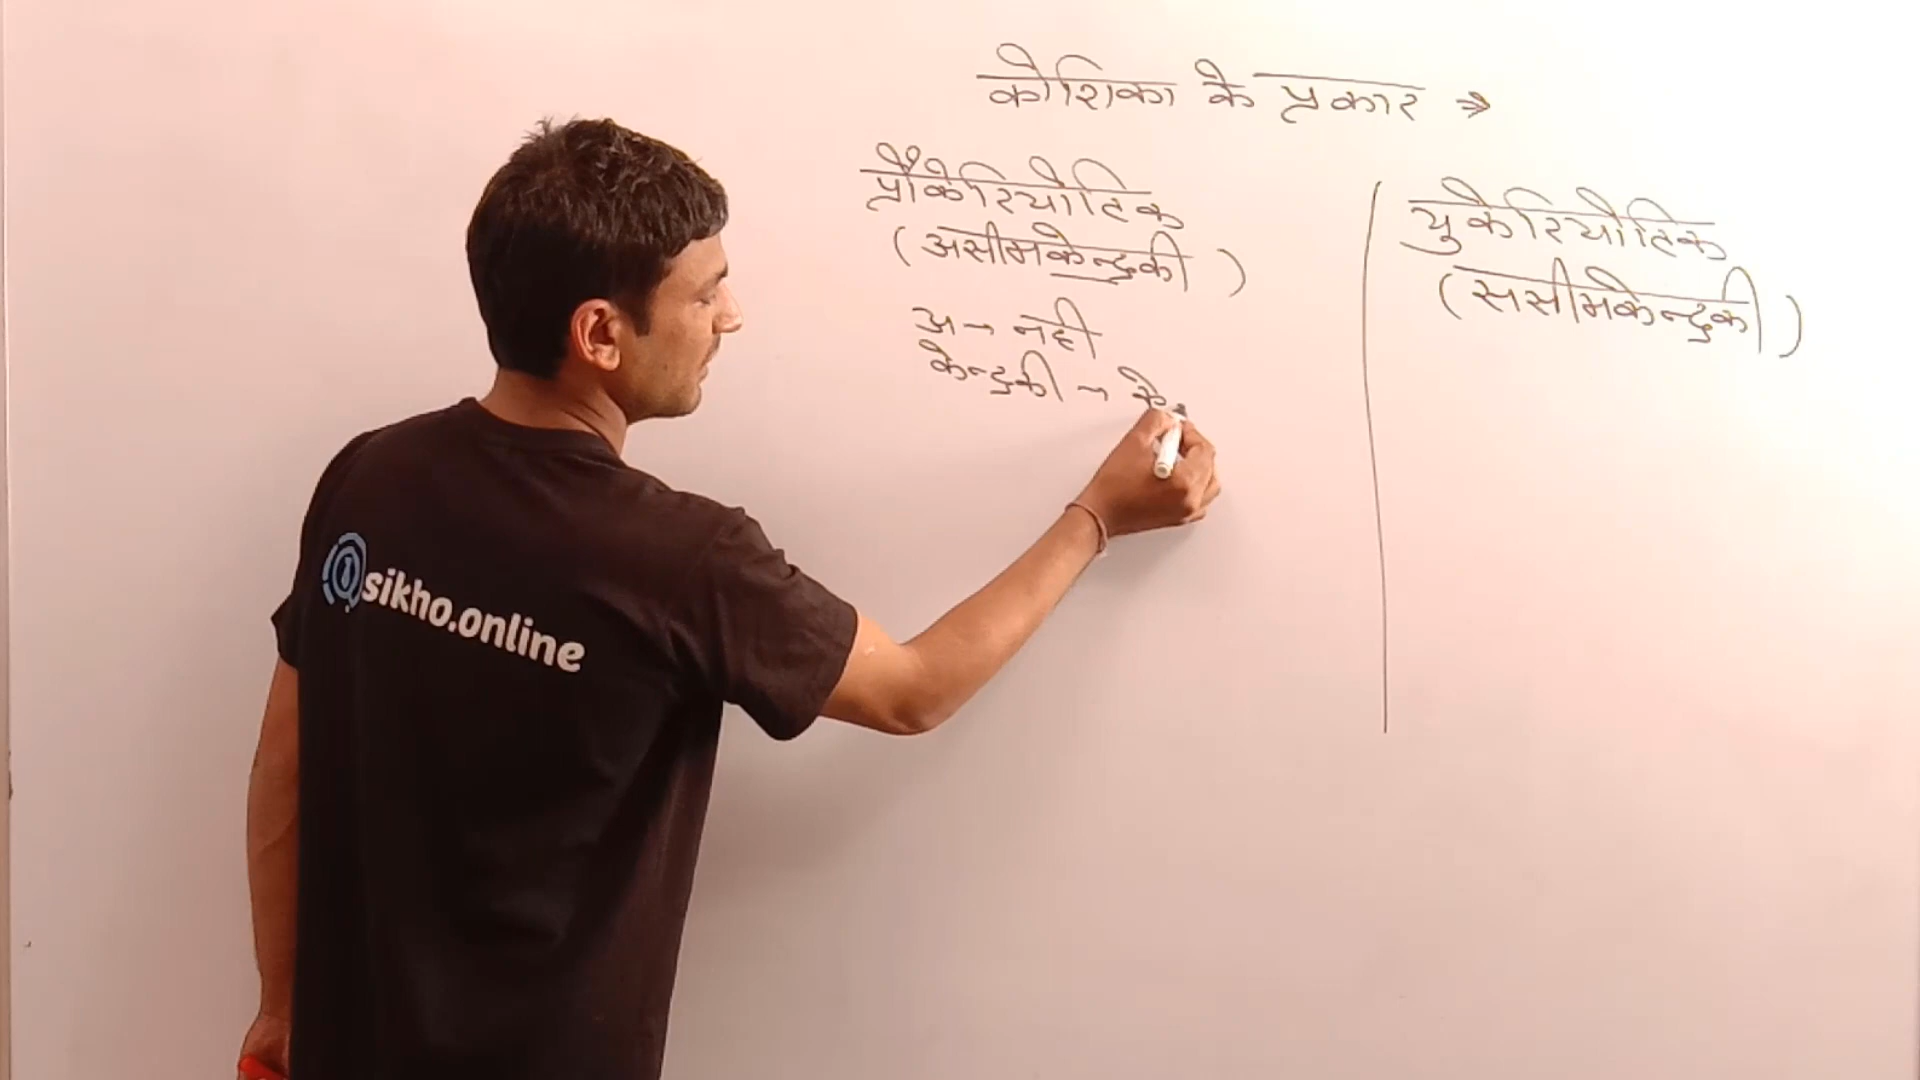 कोशिका के प्रकार ⇒
प्रौकेरियोटिक
(असीमकेन्द्रकी)
अ → नही
केन्द्रकी → के
युकेरियोटिक
(ससीमकेन्द्रकी)
sikho.online